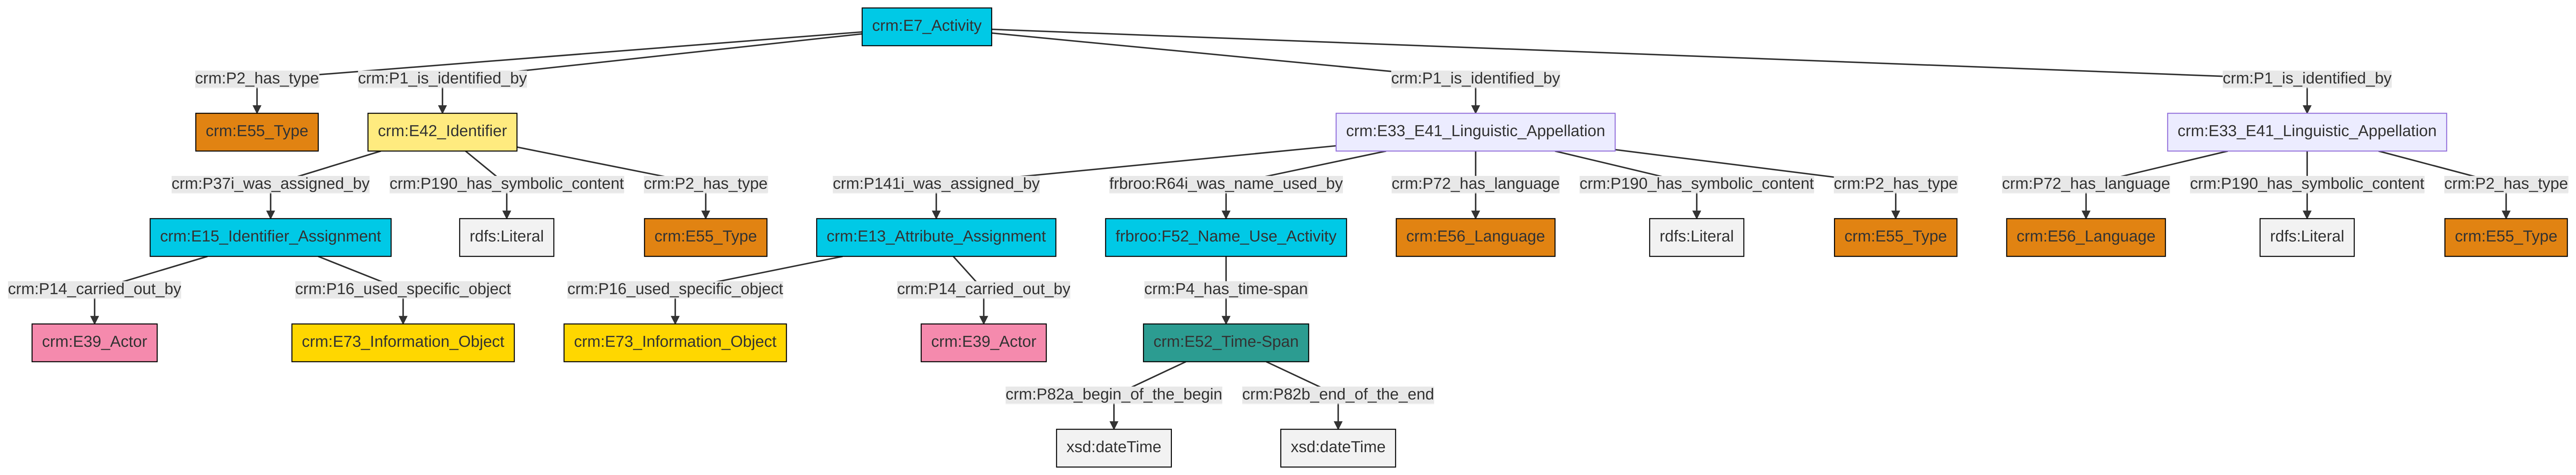 crm:E7_Activity
crm:P2_has_type
crm:P1_is_identified_by
crm:P1_is_identified_by
crm:P1_is_identified_by
crm:E55_Type
crm:E42_Identifier
crm:E33_E41_Linguistic_Appellation
crm:E33_E41_Linguistic_Appellation
crm:P37i_was_assigned_by
crm:P190_has_symbolic_content
crm:P2_has_type
crm:P141i_was_assigned_by
frbroo:R64i_was_name_used_by
crm:P72_has_language
crm:P190_has_symbolic_content
crm:P2_has_type
crm:P72_has_language
crm:P190_has_symbolic_content
crm:P2_has_type
crm:E15_Identifier_Assignment
rdfs:Literal
crm:E55_Type
crm:E13_Attribute_Assignment
frbroo:F52_Name_Use_Activity
crm:E56_Language
rdfs:Literal
crm:E55_Type
crm:E56_Language
rdfs:Literal
crm:E55_Type
crm:P14_carried_out_by
crm:P16_used_specific_object
crm:P16_used_specific_object
crm:P14_carried_out_by
crm:P4_has_time-span
crm:E39_Actor
crm:E73_Information_Object
crm:E73_Information_Object
crm:E39_Actor
crm:E52_Time-Span
crm:P82a_begin_of_the_begin
crm:P82b_end_of_the_end
xsd:dateTime
xsd:dateTime